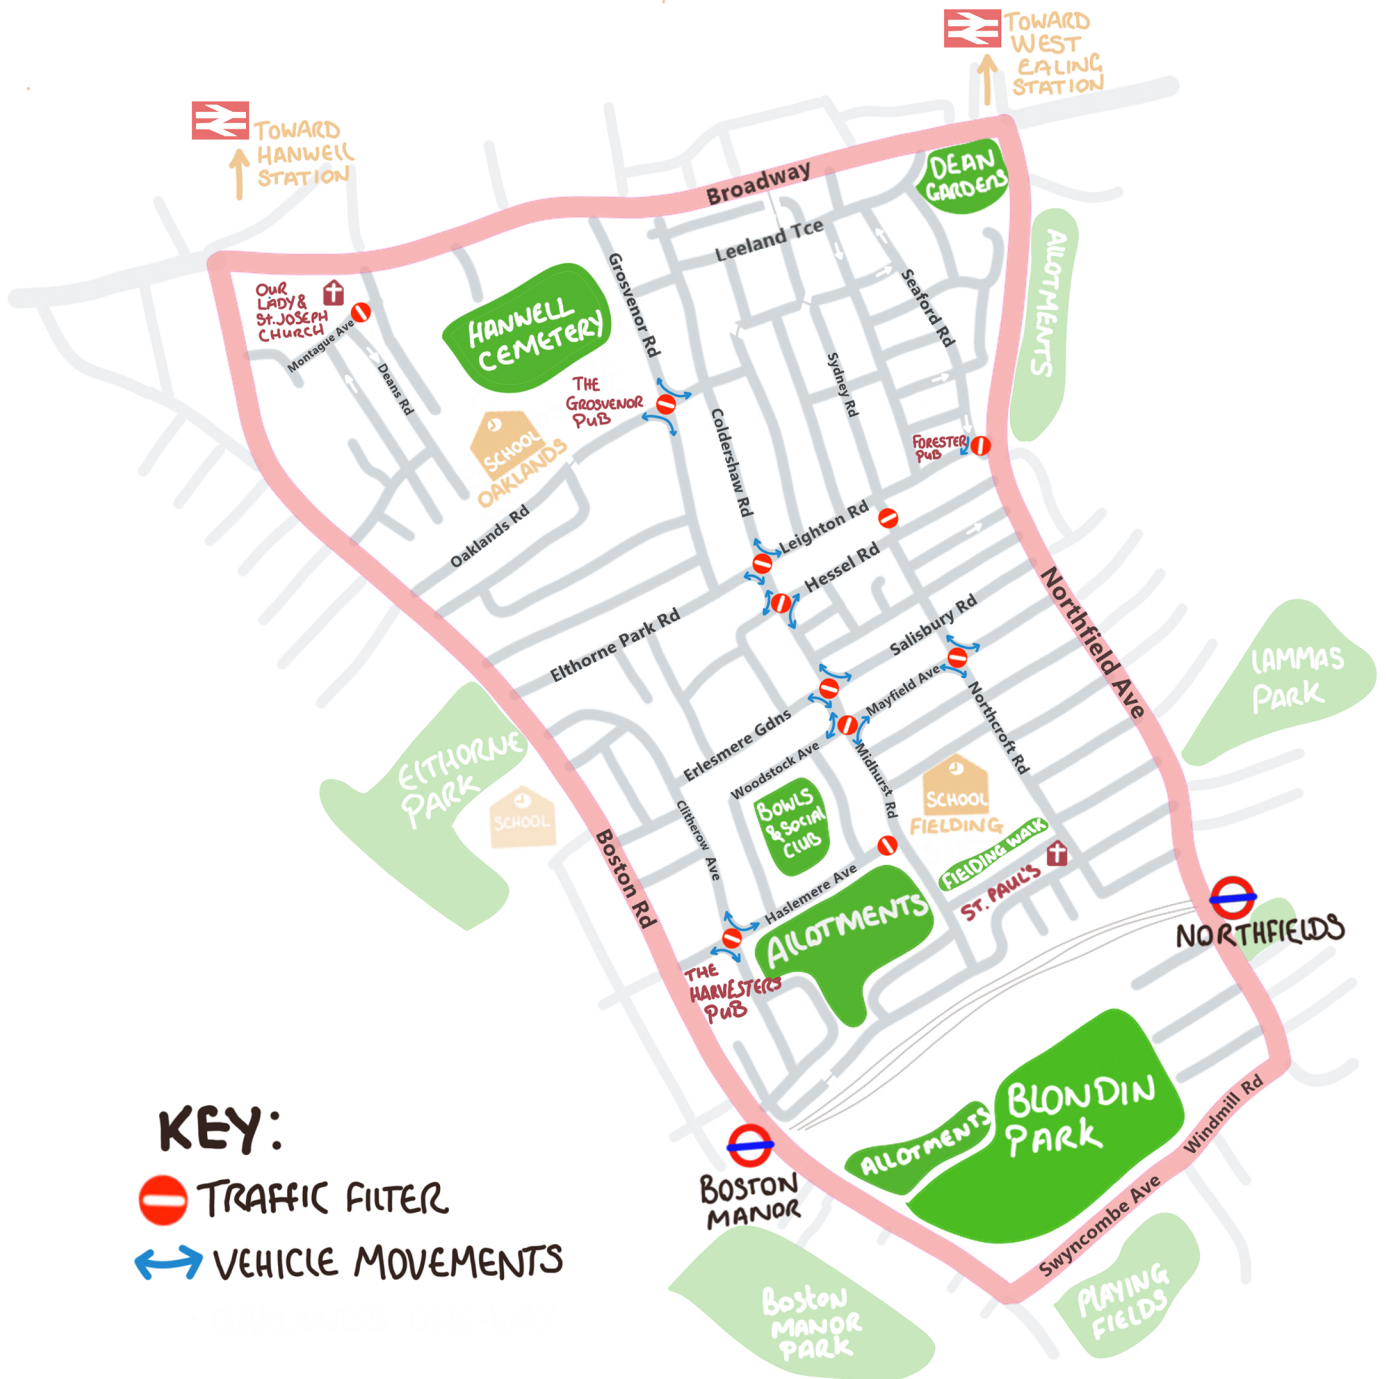 TOWARD
WEST
EALING
STATION
TOWARD
HANWELL
STATION
DEAN
GARDENS
Broadway
Leeland Tce
ALLOTMENTS
OUR
LADY &
St. JOSEPH
CHURCH
Montague Ave
Deans Rd
HANWELL
CEMETERY
Grosvenor Rd
Seaford Rd
Sydney Rd
THE
GROSVENOR
PUB
SCHOOL
OAKLANDS
Coldershaw Rd
FORESTER
PUB
Oaklands Rd
Leighton Rd
Hessel Rd
Elthorne Park Rd
Salisbury Rd
Northfield Ave
LAMMAS
PARK
Mayfield Ave
Northcroft Rd
Erlesmere Gdns
Woodstock Ave
Midhurst Rd
ElTHORNE
PARK
SCHOOL
BOWLS
& SOCIAL
CLUB
SCHOOL
FIELDING
Clitherow Ave
Boston Rd
FIELDING WALK
ST. PAUL'S
Haslemere Ave
ALLOTMENTS
NORTHFIELDS
THE
HARVESTERS
PUB
BLONDIN
PARK
ALLOTMENTS
Windmill Rd
Swyncombe Ave
BOSTON
MANOR
Boston
MANOR
PARK
PLAYING
FIELDS
KEY:
TRAFFIC FILTER
VEHICLE MOVEMENTS